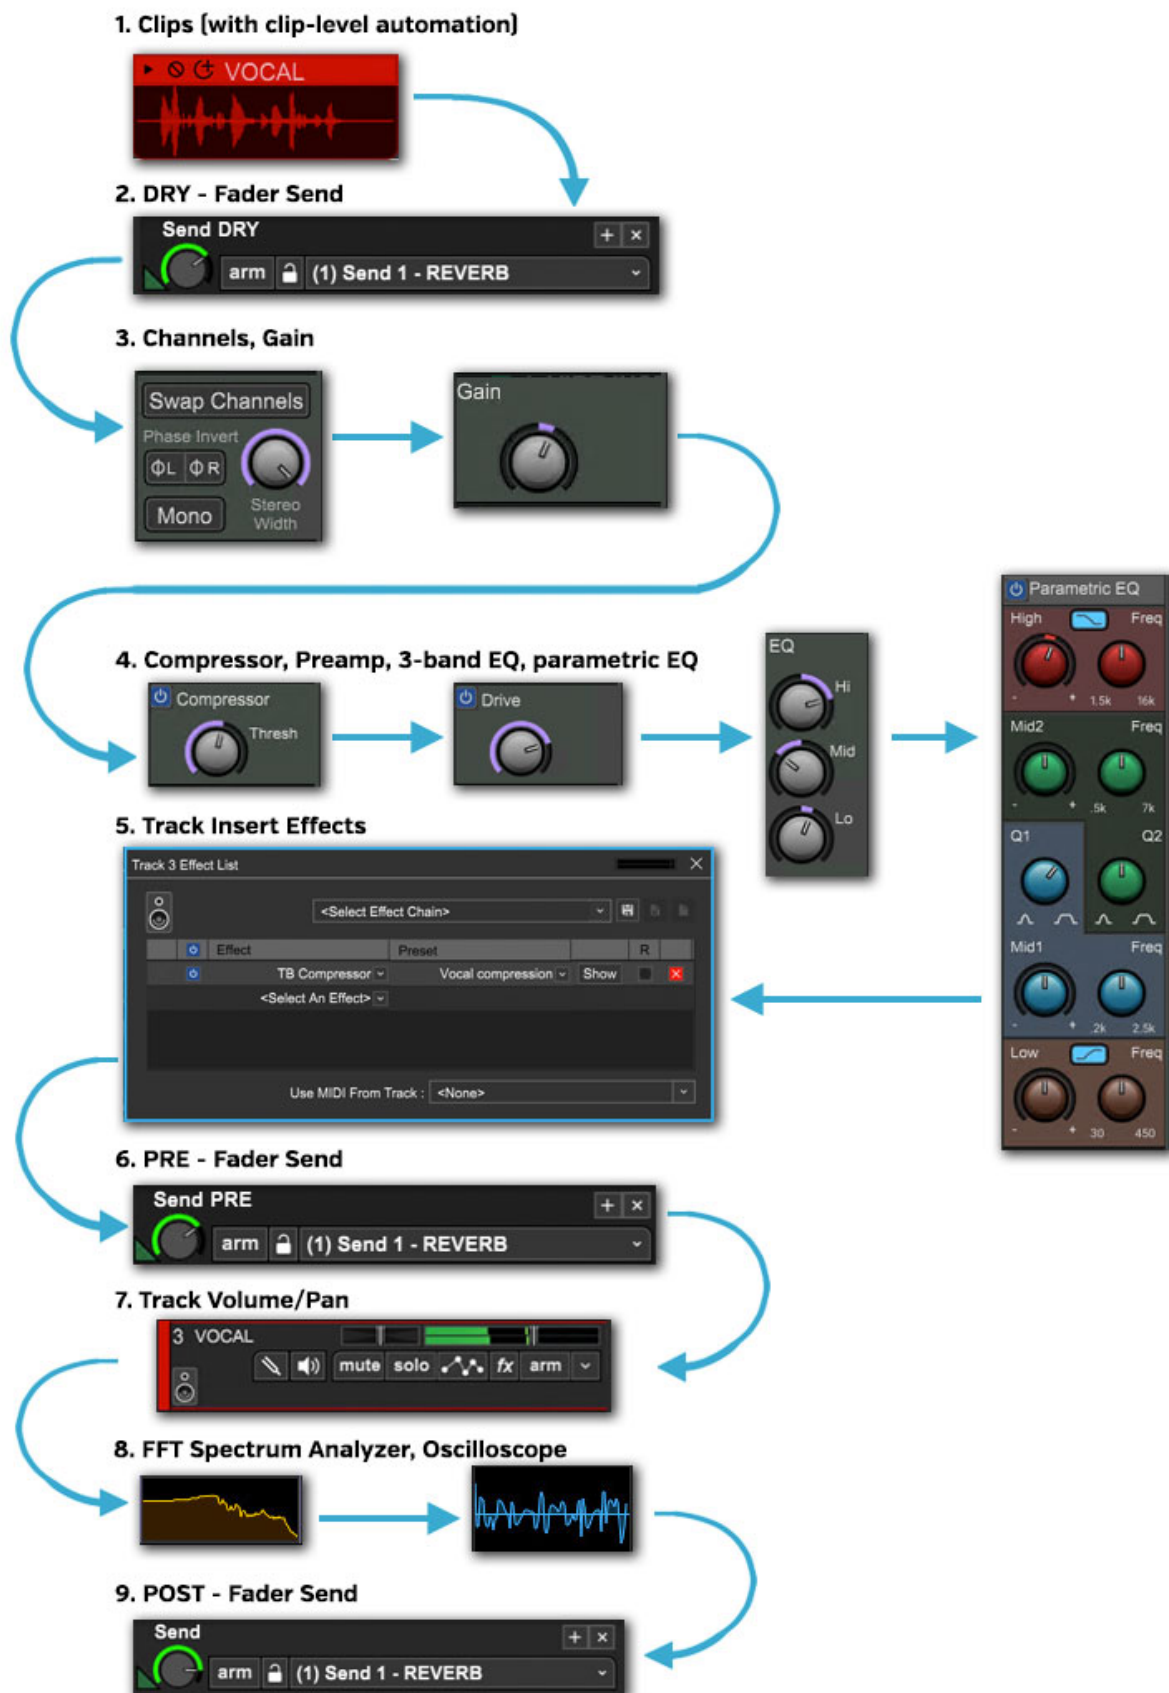 1. Clips (with clip-level automation)
VOCAL
2. DRY - Fader Send
Send DRY
+ ×
arm (1) Send 1 - REVERB
3. Channels, Gain
Swap Channels
Phase Invert
ΦL ΦR
Mono
Stereo
Width
Gain
4. Compressor, Preamp, 3-band EQ, parametric EQ
Compressor
Thresh
Drive
EQ
Hi
Mid
Lo
Parametric EQ
High Freq
- + 1.5k 16k
Mid2 Freq
- + .5k 7k
Q1 Q2
Mid1 Freq
- + .2k 2.5k
Low Freq
- + 30 450
5. Track Insert Effects
Track 3 Effect List
<Select Effect Chain>
Effect Preset R
TB Compressor Vocal compression Show
<Select An Effect>
Use MIDI From Track : <None>
6. PRE - Fader Send
Send PRE
+ ×
arm (1) Send 1 - REVERB
7. Track Volume/Pan
3 VOCAL
mute solo fx arm
8. FFT Spectrum Analyzer, Oscilloscope
9. POST - Fader Send
Send
+ ×
arm (1) Send 1 - REVERB